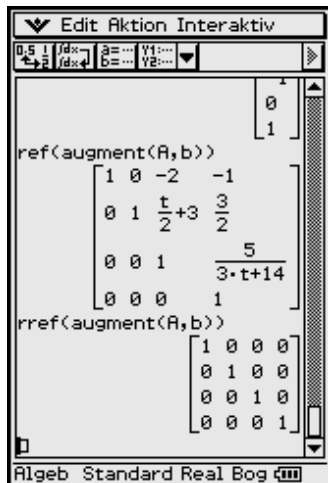 Edit Aktion Interaktiv
0
1
ref(augment(A,b))
1 0 -2 -1
0 1 t/2+3 3/2
0 0 1 5/(3·t+14)
0 0 0 1
rref(augment(A,b))
1 0 0 0
0 1 0 0
0 0 1 0
0 0 0 1
Algeb Standard Real Bog